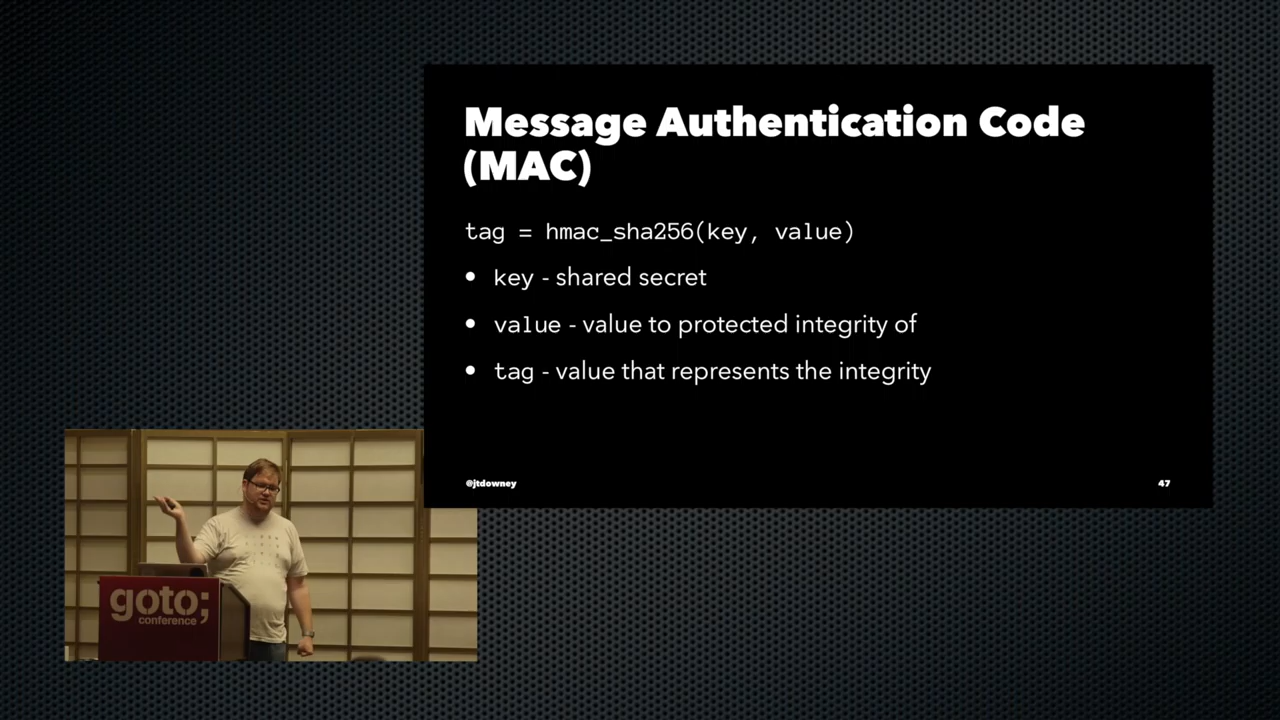 Message Authentication Code
(MAC)
tag = hmac_sha256(key, value)
• key - shared secret
• value - value to protected integrity of
• tag - value that represents the integrity
@jtdowney
47
goto;
conference